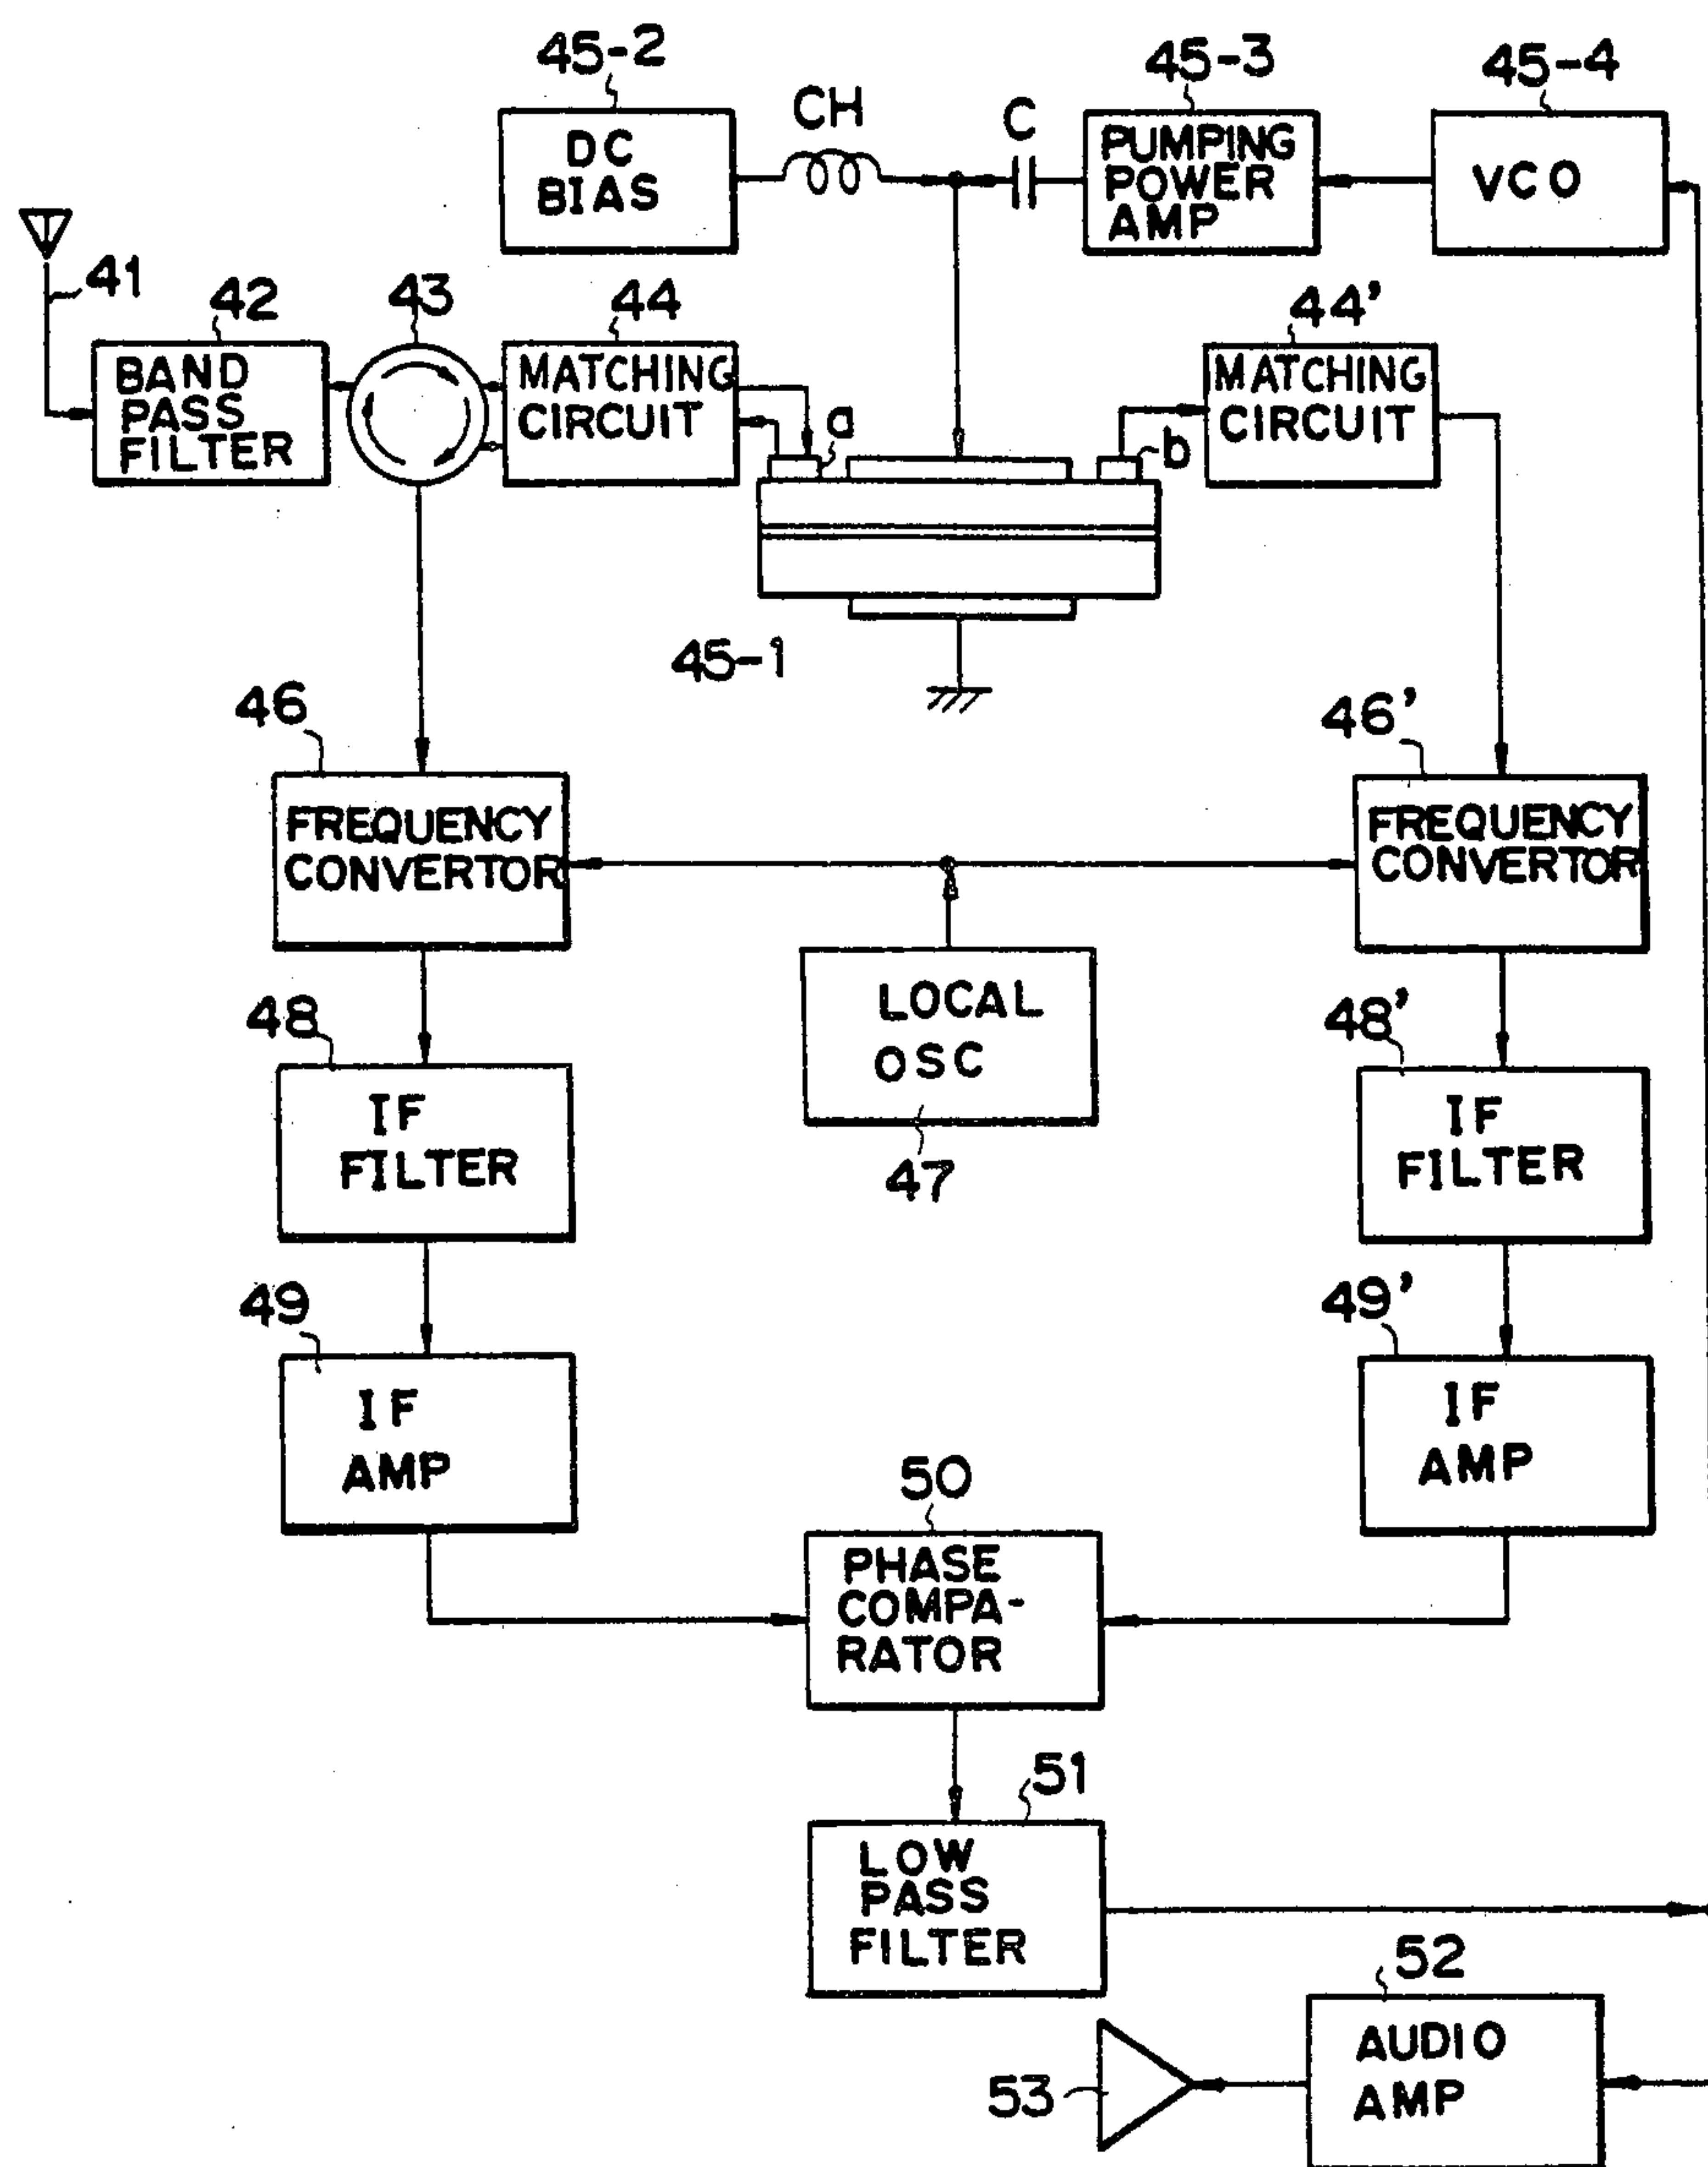 45-2
45-3
45-4
CH
C
DC
BIAS
PUMPING
POWER
AMP
VCO
41
42
43
44
44'
BAND
PASS
FILTER
MATCHING
CIRCUIT
a
b
MATCHING
CIRCUIT
45-1
46
46'
FREQUENCY
CONVERTOR
FREQUENCY
CONVERTOR
LOCAL
OSC
47
48
48'
IF
FILTER
IF
FILTER
49
49'
IF
AMP
IF
AMP
50
PHASE
COMPA-
RATOR
51
LOW
PASS
FILTER
52
AUDIO
AMP
53